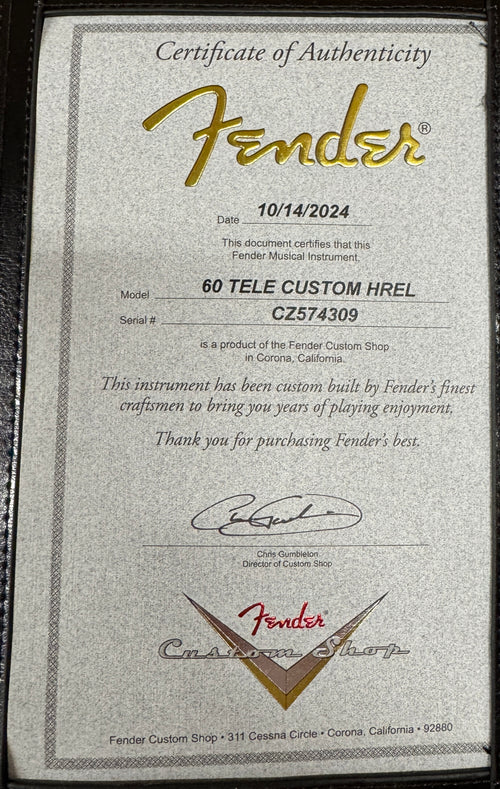 Certificate of Authenticity
Fender®
Date 10/14/2024
This document certifies that this
Fender Musical Instrument,
Model 60 TELE CUSTOM HREL
Serial # CZ574309
is a product of the Fender Custom Shop
in Corona, California.
This instrument has been custom built by Fender's finest
craftsmen to bring you years of playing enjoyment.
Thank you for purchasing Fender's best.
Chris Gumbleton
Director of Custom Shop
Fender®
Custom Shop
Fender Custom Shop • 311 Cessna Circle • Corona, California • 92880